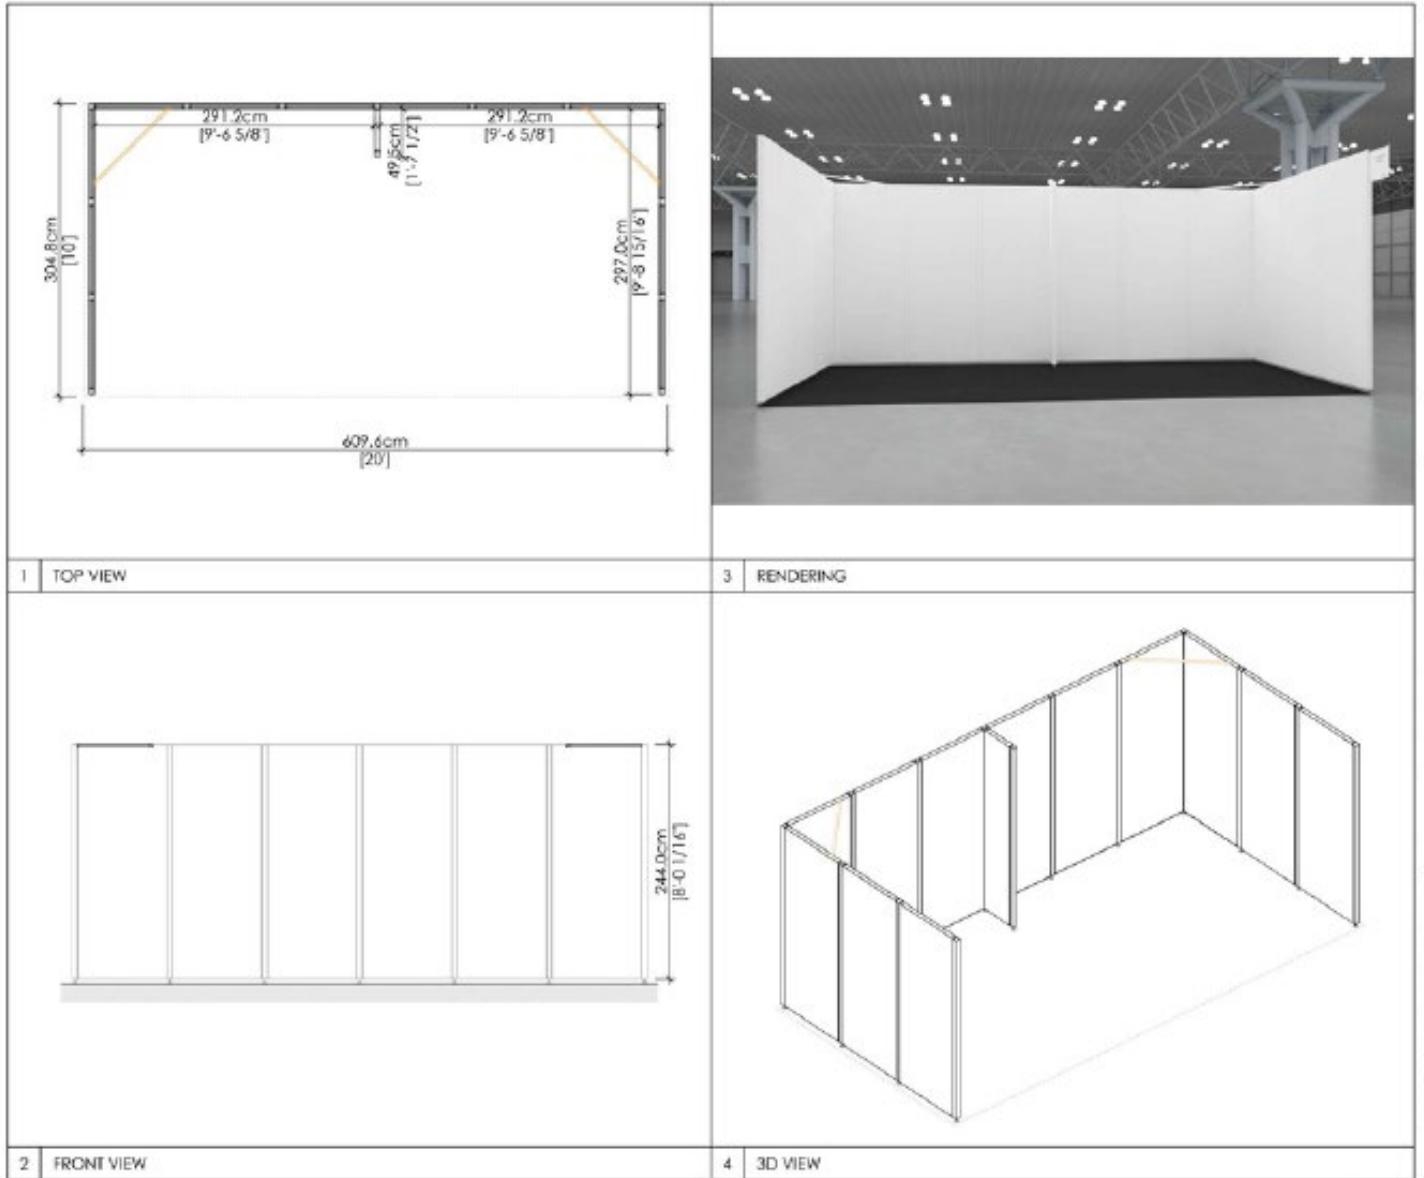 291.2cm
[9'-6 5/8"]
291.2cm
[9'-6 5/8"]
49.5cm
[1'-7 1/2"]
304.8cm
[10']
297.0cm
[9'-8 15/16"]
609.6cm
[20']
1 TOP VIEW
3 RENDERING
244.0cm
[8'-0 1/16"]
2 FRONT VIEW
4 3D VIEW